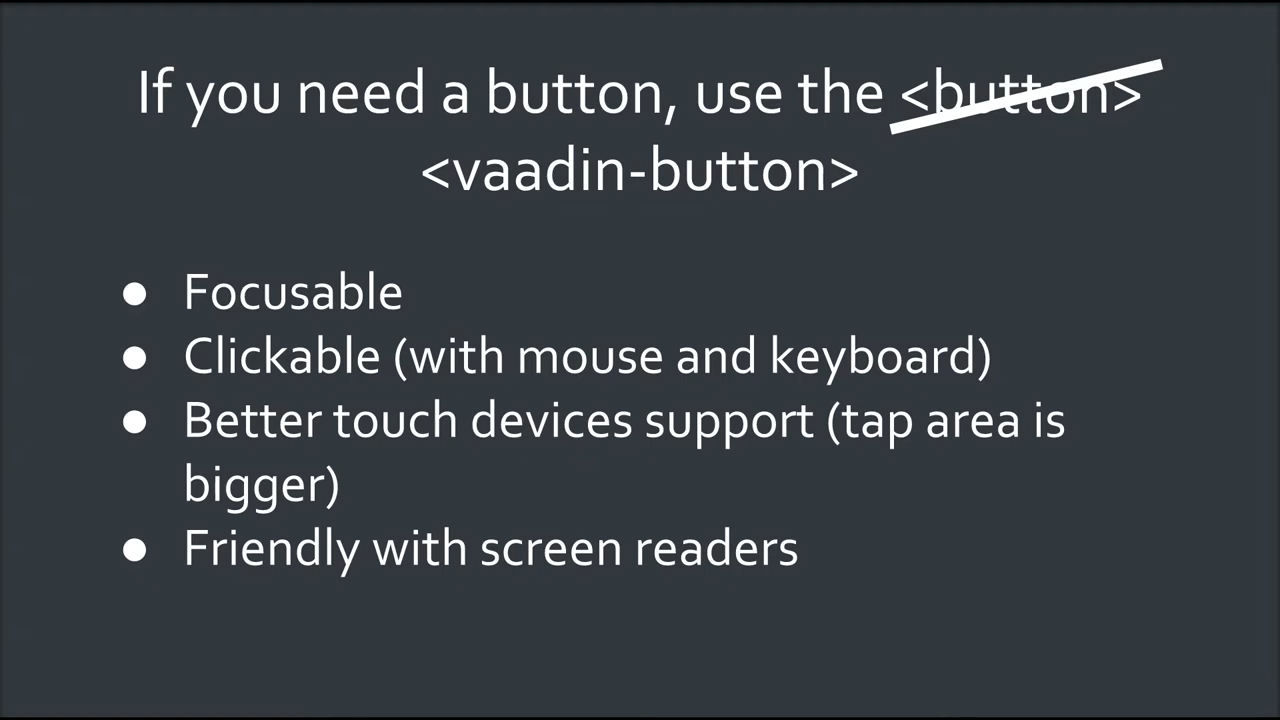 If you need a button, use the <button>
<vaadin-button>
● Focusable
● Clickable (with mouse and keyboard)
● Better touch devices support (tap area is
bigger)
● Friendly with screen readers